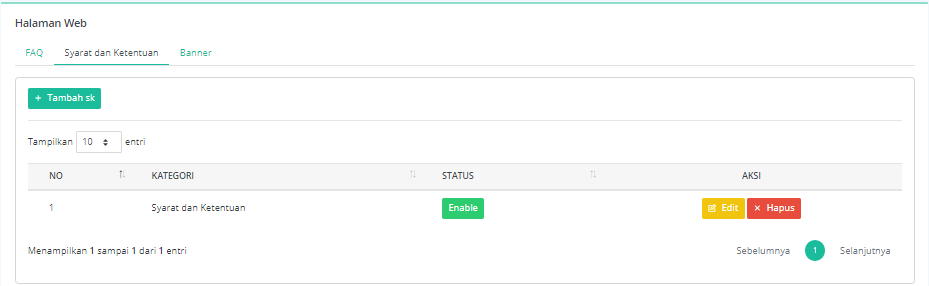 Halaman Web
FAQ Syarat dan Ketentuan Banner
+ Tambah sk
Tampilkan 10 entri
NO KATEGORI STATUS AKSI
1 Syarat dan Ketentuan Enable Edit × Hapus
Menampilkan 1 sampai 1 dari 1 entri Sebelumnya 1 Selanjutnya